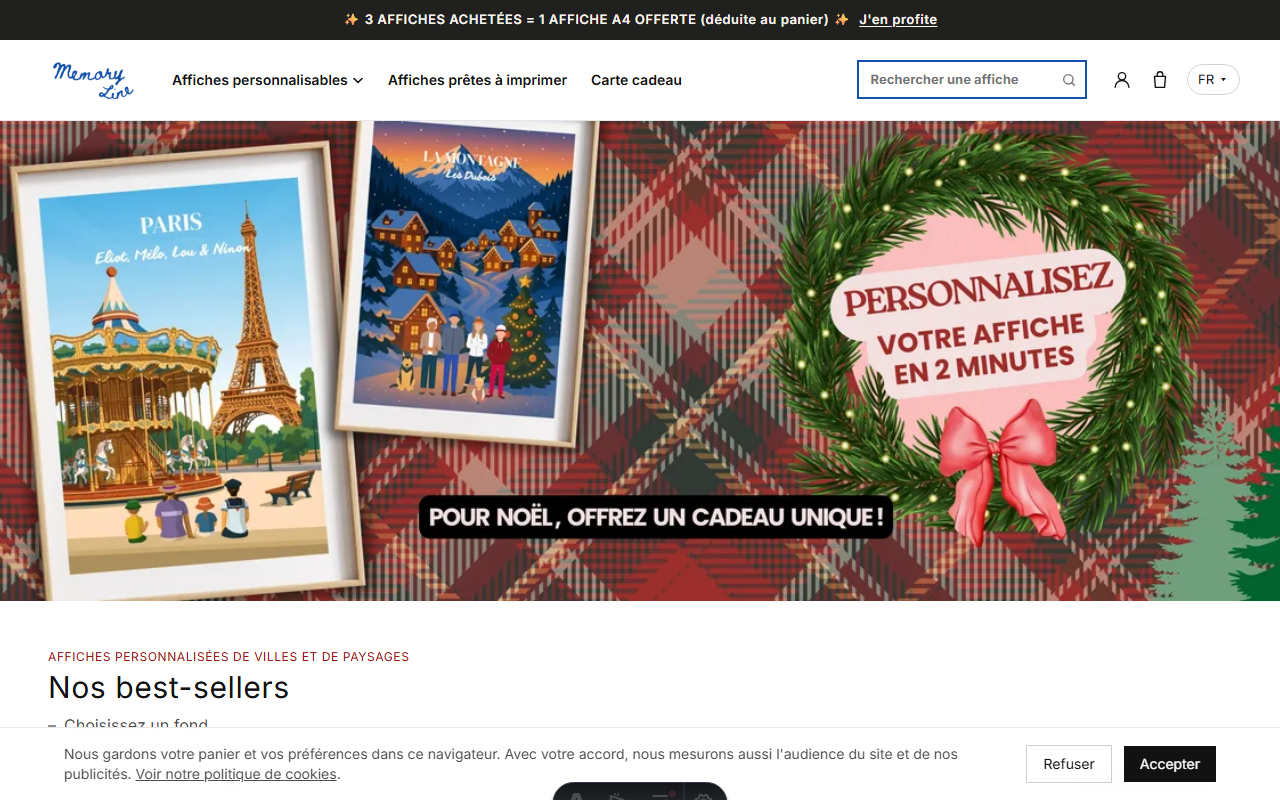 ✨ 3 AFFICHES ACHETÉES = 1 AFFICHE A4 OFFERTE (déduite au panier) ✨ J'en profite
Memory Line
Affiches personnalisables
Affiches prêtes à imprimer
Carte cadeau
Rechercher une affiche
FR
PARIS
Eliot, Mélo, Lou & Ninon
LA MONTAGNE
Les Dubois
PERSONNALISEZ
VOTRE AFFICHE
EN 2 MINUTES
POUR NOËL, OFFREZ UN CADEAU UNIQUE !
AFFICHES PERSONNALISÉES DE VILLES ET DE PAYSAGES
Nos best-sellers
– Choisissez un fond
Nous gardons votre panier et vos préférences dans ce navigateur. Avec votre accord, nous mesurons aussi l'audience du site et de nos
publicités. Voir notre politique de cookies.
Refuser
Accepter